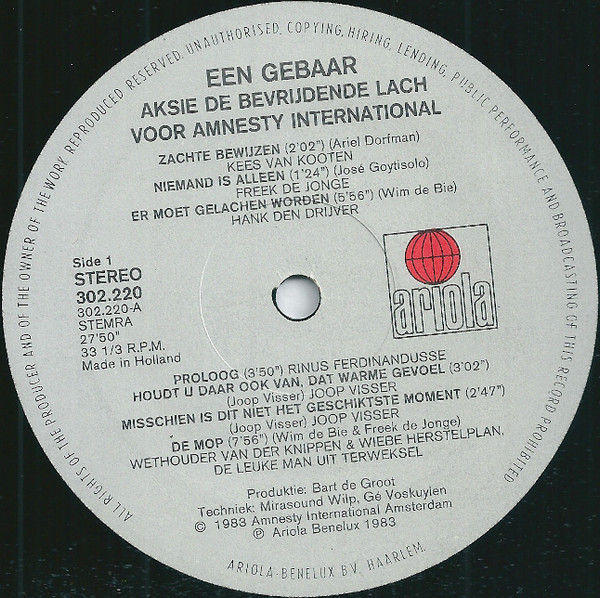 ALL RIGHTS OF THE PRODUCER AND OF THE OWNER OF THE WORK REPRODUCED RESERVED. UNAUTHORISED, COPYING, HIRING, LENDING, PUBLIC PERFORMANCE AND BROADCASTING OF THIS RECORD PROHIBITED
EEN GEBAAR
AKSIE DE BEVRIJDENDE LACH
VOOR AMNESTY INTERNATIONAL
ZACHTE BEWIJZEN (2'02") (Ariel Dorfman)
KEES VAN KOOTEN
NIEMAND IS ALLEEN (1'24") (José Goytisolo)
FREEK DE JONGE
ER MOET GELACHEN WORDEN (5'56") (Wim de Bie)
HANK DEN DRIJVER
Side 1
STEREO
302.220
302.220-A
STEMRA
27'50"
33 1/3 R.P.M.
Made in Holland
ariola
PROLOOG (3'50") RINUS FERDINANDUSSE
HOUDT U DAAR OOK VAN, DAT WARME GEVOEL (3'02")
(Joop Visser) JOOP VISSER
MISSCHIEN IS DIT NIET HET GESCHIKTSTE MOMENT (2'47")
(Joop Visser) JOOP VISSER
DE MOP (7'56") (Wim de Bie & Freek de Jonge)
WETHOUDER VAN DER KNIPPEN & WIEBE HERSTELPLAN,
DE LEUKE MAN UIT TERWEKSEL
Produktie: Bart de Groot
Techniek: Mirasound Wilp, Gé Voskuylen
© 1983 Amnesty International Amsterdam
℗ Ariola Benelux 1983
ARIOLA-BENELUX B.V. HAARLEM.